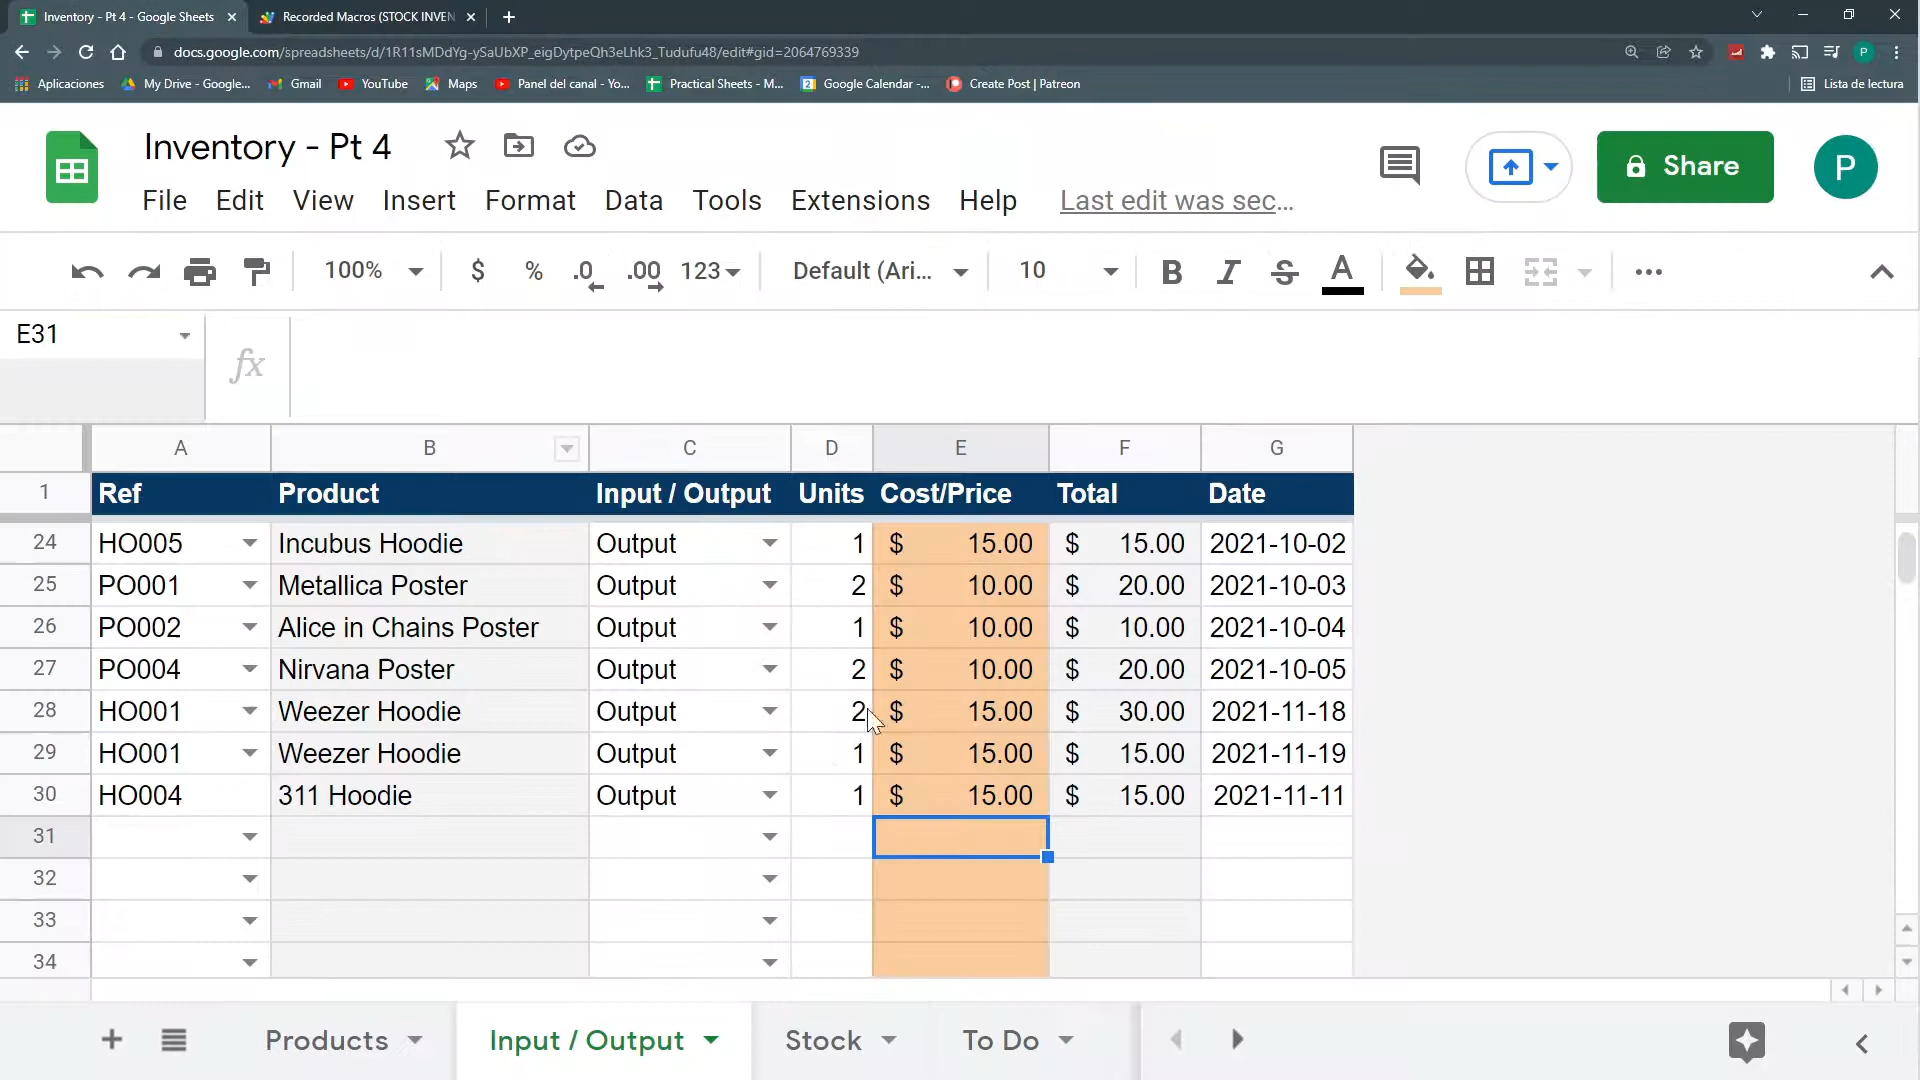 Inventory - Pt 4 - Google Sheets
Recorded Macros (STOCK INVEN
docs.google.com/spreadsheets/d/1R11sMDdYg-ySaUbXP_eigDytpeQh3eLhk3_Tudufu48/edit#gid=2064769339
P
Aplicaciones
My Drive - Google...
Gmail
YouTube
Maps
Panel del canal - Yo...
Practical Sheets - M...
Google Calendar -...
Create Post | Patreon
Lista de lectura
Inventory - Pt 4
Share
P
File Edit View Insert Format Data Tools Extensions Help Last edit was sec...
100% $ % .0 .00 123 Default (Ari... 10 B I S A
E31
fx
A B C D E F G
1 Ref Product Input / Output Units Cost/Price Total Date
24 HO005 Incubus Hoodie Output 1 $ 15.00 $ 15.00 2021-10-02
25 PO001 Metallica Poster Output 2 $ 10.00 $ 20.00 2021-10-03
26 PO002 Alice in Chains Poster Output 1 $ 10.00 $ 10.00 2021-10-04
27 PO004 Nirvana Poster Output 2 $ 10.00 $ 20.00 2021-10-05
28 HO001 Weezer Hoodie Output 2 $ 15.00 $ 30.00 2021-11-18
29 HO001 Weezer Hoodie Output 1 $ 15.00 $ 15.00 2021-11-19
30 HO004 311 Hoodie Output 1 $ 15.00 $ 15.00 2021-11-11
31
32
33
34
Products Input / Output Stock To Do